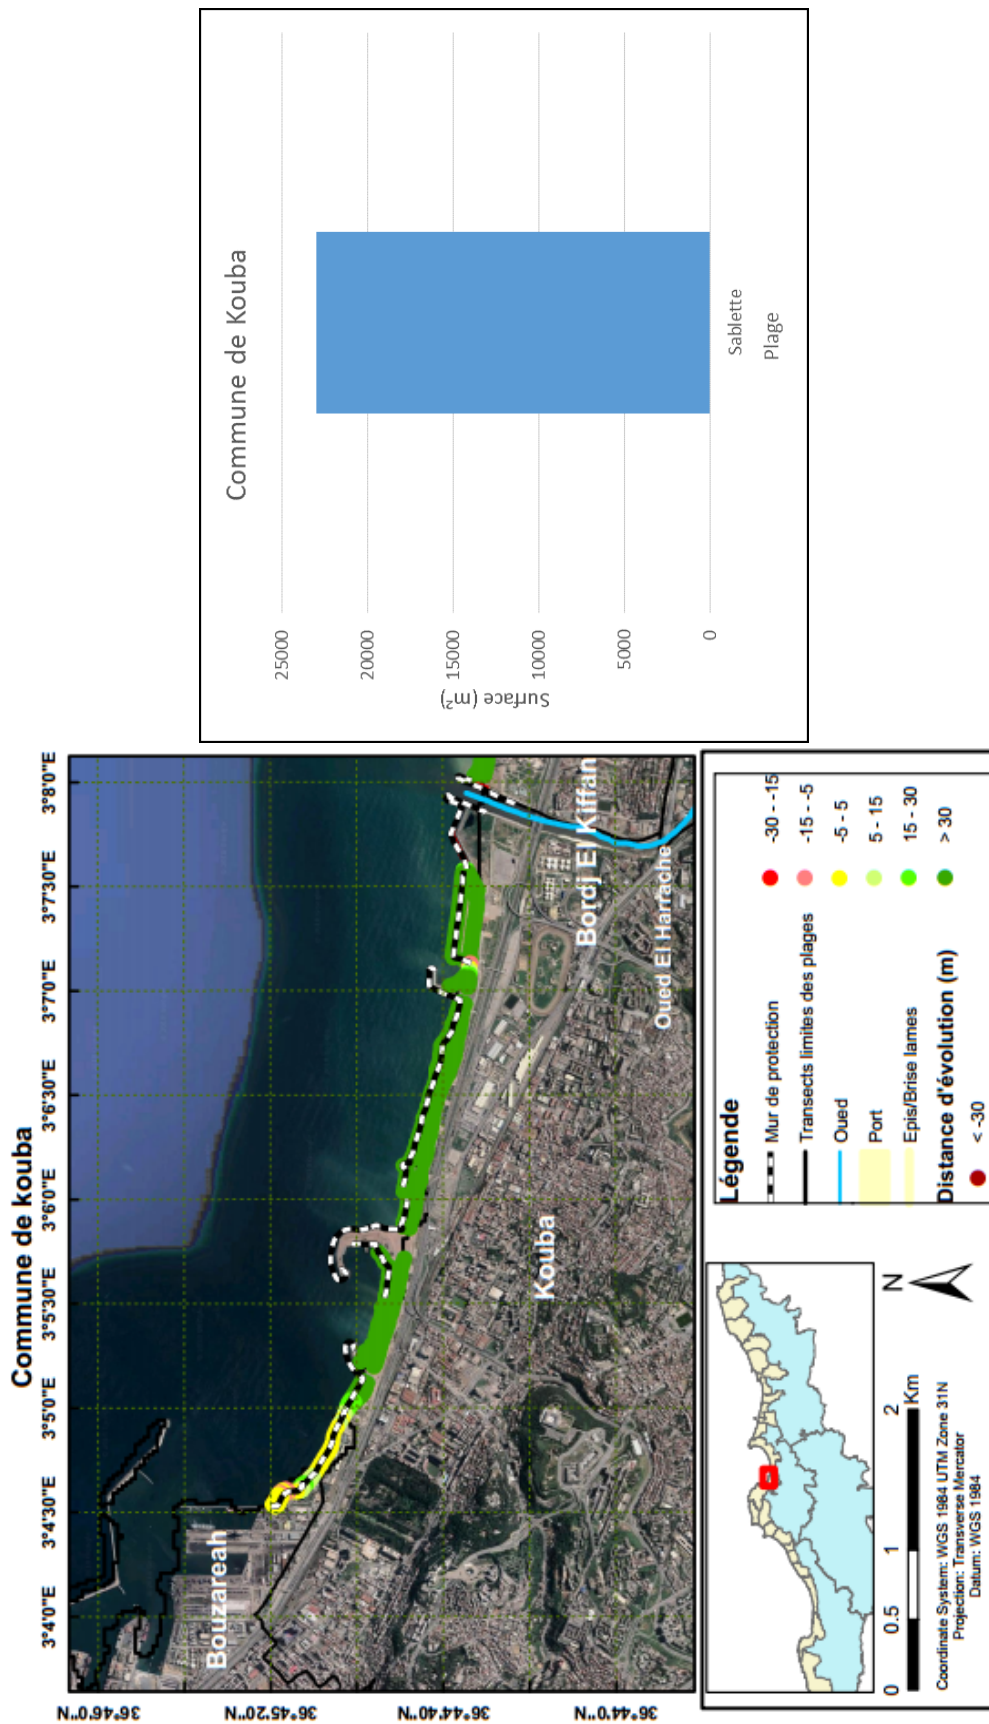 Commune de kouba
3°4'0"E
3°4'30"E
3°5'0"E
3°5'30"E
3°6'0"E
3°6'30"E
3°7'0"E
3°7'30"E
3°8'0"E
36°46'0"N
36°45'20"N
36°44'40"N
36°44'0"N
Bouzareah
Kouba
Bordj El Kiffan
Oued El Harrache
N
0
0.5
1
2
Km
Coordinate System: WGS 1984 UTM Zone 31N
Projection: Transverse Mercator
Datum: WGS 1984
Légende
Mur de protection
Transects limites des plages
Oued
Port
Epis/Brise lames
Distance d'évolution (m)
< -30
-30 - -15
-15 - -5
-5 - 5
5 - 15
15 - 30
> 30
Commune de Kouba
Surface (m²)
25000
20000
15000
10000
5000
0
Sablette
Plage